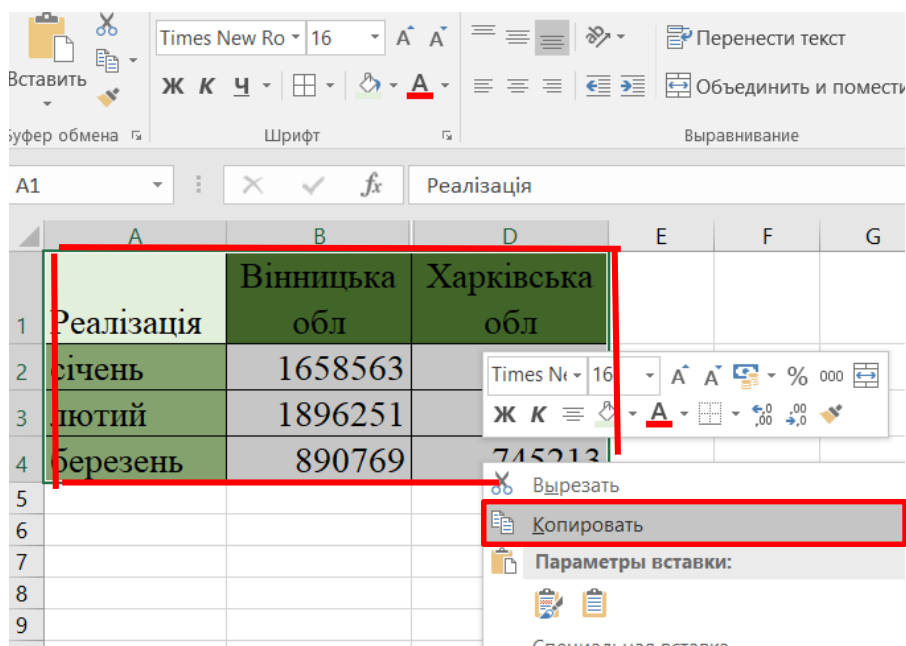 Times New Ro 16 A A Перенести текст
Вставить
Ж К Ч А Объединить и помести
буфер обмена Шрифт Выравнивание
A1 fx Реалізація
A B D E F G
Вінницька Харківська
1 Реалізація обл обл
2 січень 1658563
Times Ne 16 A A % 000
3 лютий 1896251
Ж К А ,00 ,0
4 березень 890769 745213
5 Вырезать
6 Копировать
7 Параметры вставки:
8
9
Специальная вставка